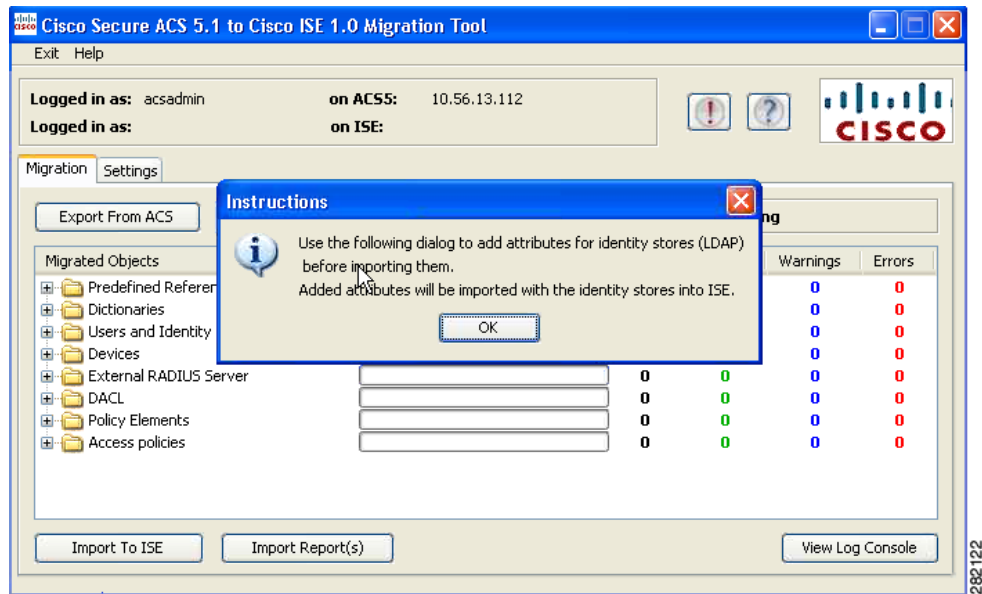 Cisco Secure ACS 5.1 to Cisco ISE 1.0 Migration Tool
Exit Help
Logged in as: acsadmin on ACS5: 10.56.13.112
Logged in as: on ISE:
CISCO
Migration Settings
Export From ACS
Instructions
Use the following dialog to add attributes for identity stores (LDAP)
before importing them.
Added attributes will be imported with the identity stores into ISE.
OK
Migrated Objects Warnings Errors
Predefined 0 0
Dictionaries 0 0
Users and Identity 0 0
Devices 0 0
External RADIUS Server 0 0 0 0
DACL 0 0 0 0
Policy Elements 0 0 0 0
Access policies 0 0 0 0
Import To ISE Import Report(s) View Log Console
282122